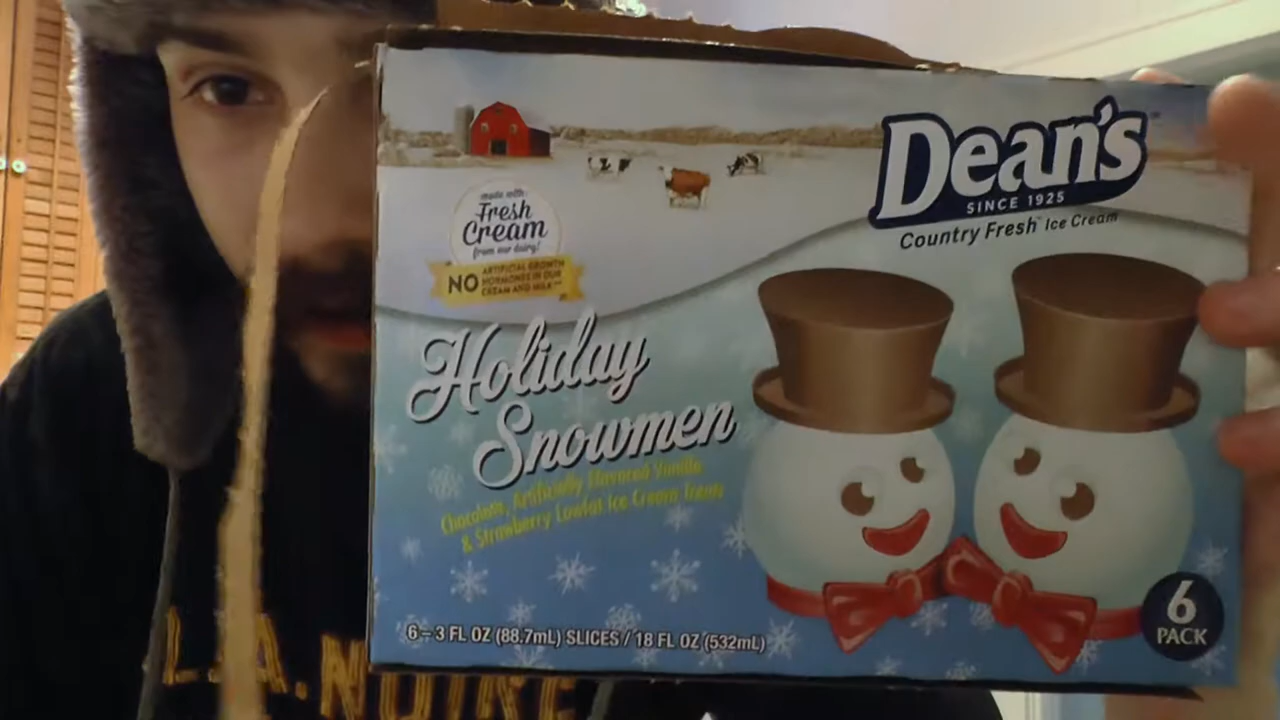 Dean's
SINCE 1925
Country Fresh™ Ice Cream
made with
Fresh
Cream
from our dairy!
NO ARTIFICIAL GROWTH
HORMONES IN OUR
CREAM AND MILK**
Holiday
Snowmen
Chocolate, Artificially Flavored Vanilla
& Strawberry Lowfat Ice Cream Treats
6 – 3 FL OZ (88.7mL) SLICES / 18 FL OZ (532mL)
6
PACK
L.A. NOIRE